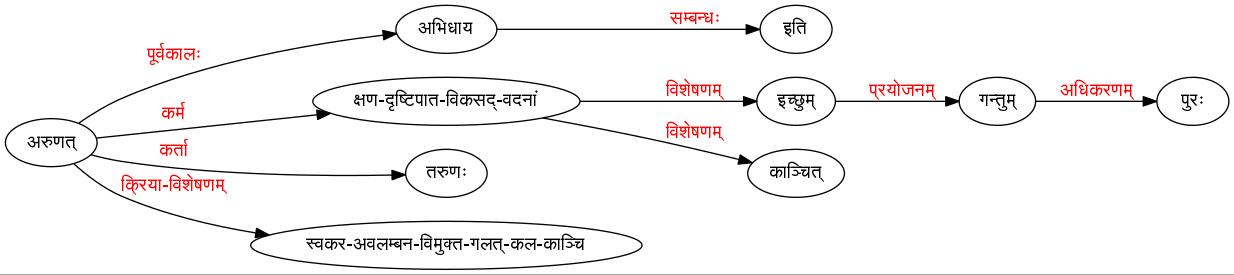 सम्बन्धः
अभिधाय
इति
पूर्वकालः
विशेषणम्
प्रयोजनम्
अधिकरणम्
क्षण-दृष्टिपात-विकसद्-वदनां
इच्छुम्
गन्तुम्
पुरः
कर्म
विशेषणम्
अरुणत्
कर्ता
तरुणः
काञ्चित्
क्रिया-विशेषणम्
स्वकर-अवलम्बन-विमुक्त-गलत्-कल-काञ्चि